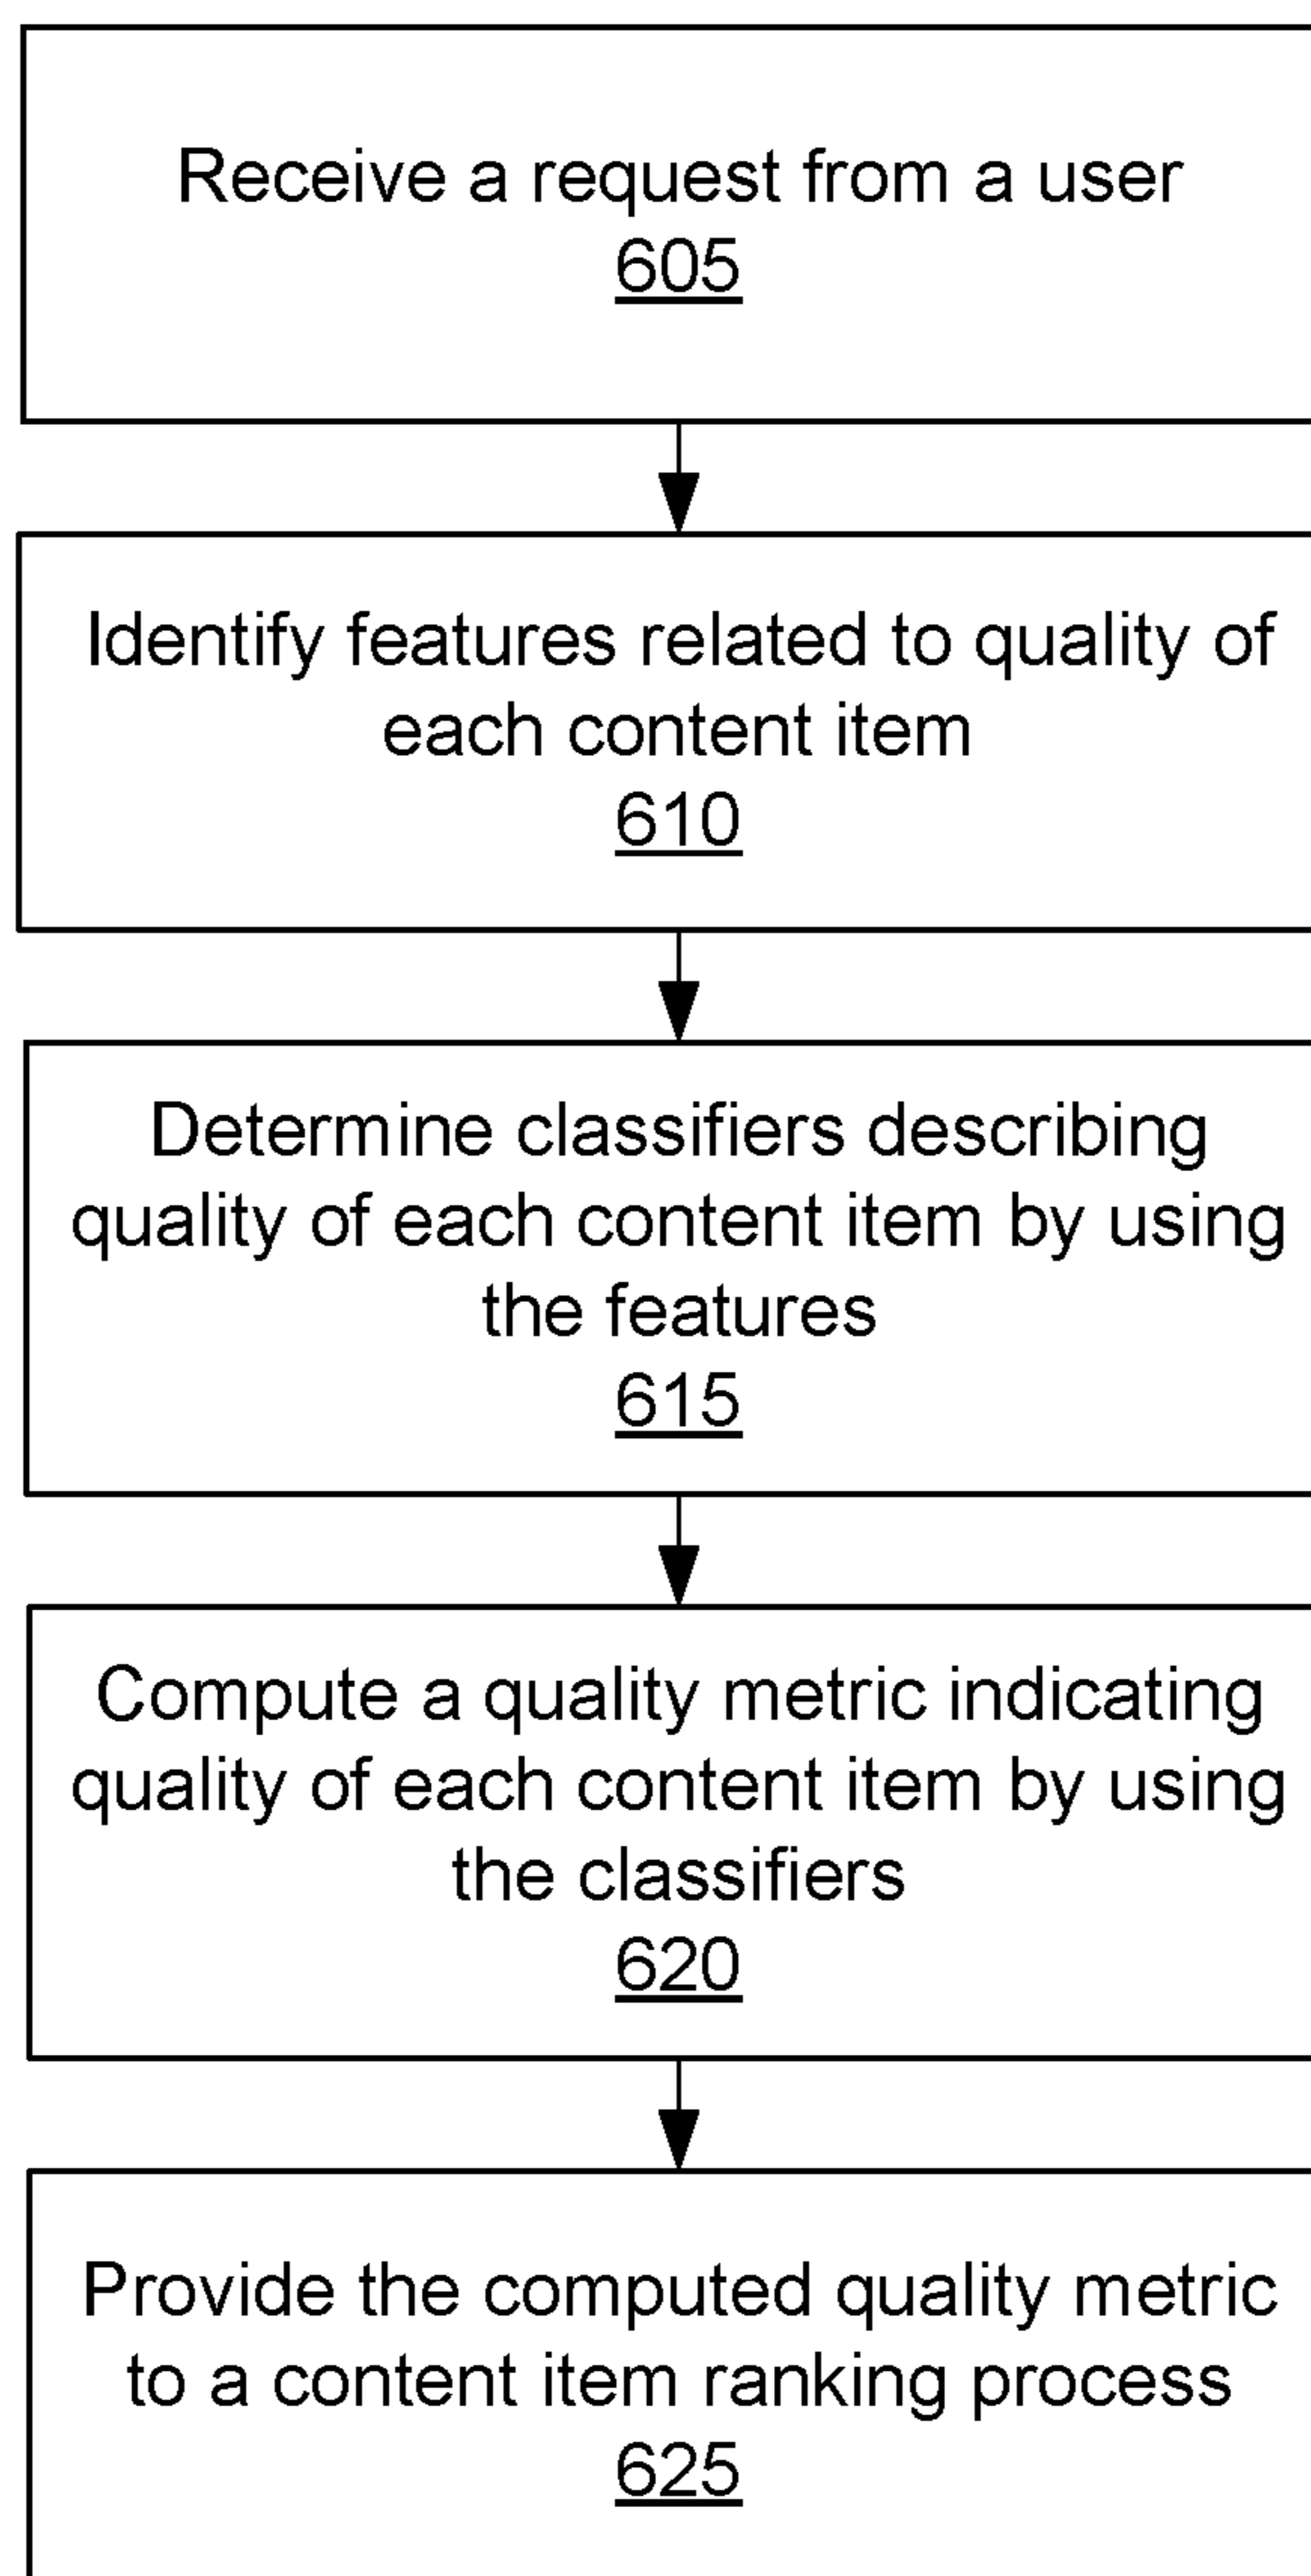 Receive a request from a user
605
Identify features related to quality of
each content item
610
Determine classifiers describing
quality of each content item by using
the features
615
Compute a quality metric indicating
quality of each content item by using
the classifiers
620
Provide the computed quality metric
to a content item ranking process
625